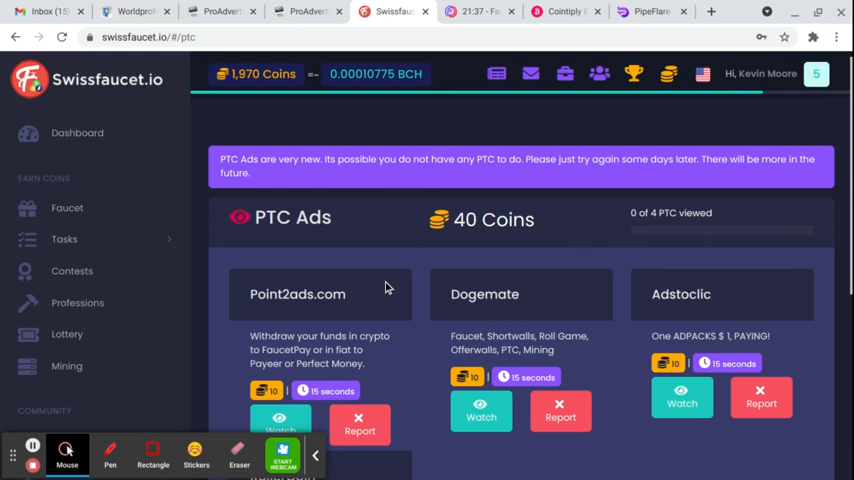 Inbox (15)
Worldprofi
ProAdvert
ProAdvert
Swissfauc
21:37 - Fa
Cointiply B
PipeFlare
swissfaucet.io/#/ptc
Swissfaucet.io
1,970 Coins =~ 0.00010775 BCH
Hi, Kevin Moore 5
Dashboard
EARN COINS
Faucet
Tasks
Contests
Professions
Lottery
Mining
COMMUNITY
PTC Ads are very new. Its possible you do not have any PTC to do. Please just try again some days later. There will be more in the
future.
PTC Ads
40 Coins
0 of 4 PTC viewed
Point2ads.com
Withdraw your funds in crypto
to FaucetPay or in fiat to
Payeer or Perfect Money.
10 | 15 seconds
Watch
Report
Dogemate
Faucet, Shortwalls, Roll Game,
Offerwalls, PTC, Mining
10 | 15 seconds
Watch
Report
Adstoclic
One ADPACKS $ 1, PAYING!
10 | 15 seconds
Watch
Report
Mouse
Pen
Rectangle
Stickers
Eraser
START
WEBCAM